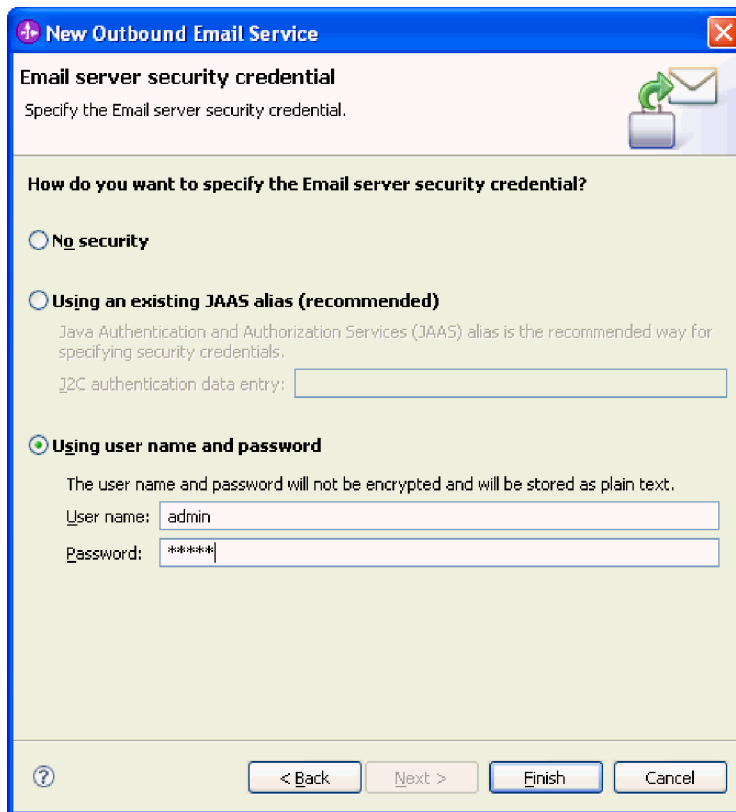 New Outbound Email Service
Email server security credential
Specify the Email server security credential.
How do you want to specify the Email server security credential?
No security
Using an existing JAAS alias (recommended)
Java Authentication and Authorization Services (JAAS) alias is the recommended way for
specifying security credentials.
J2C authentication data entry:
Using user name and password
The user name and password will not be encrypted and will be stored as plain text.
User name: admin
Password: *****
? < Back Next > Finish Cancel